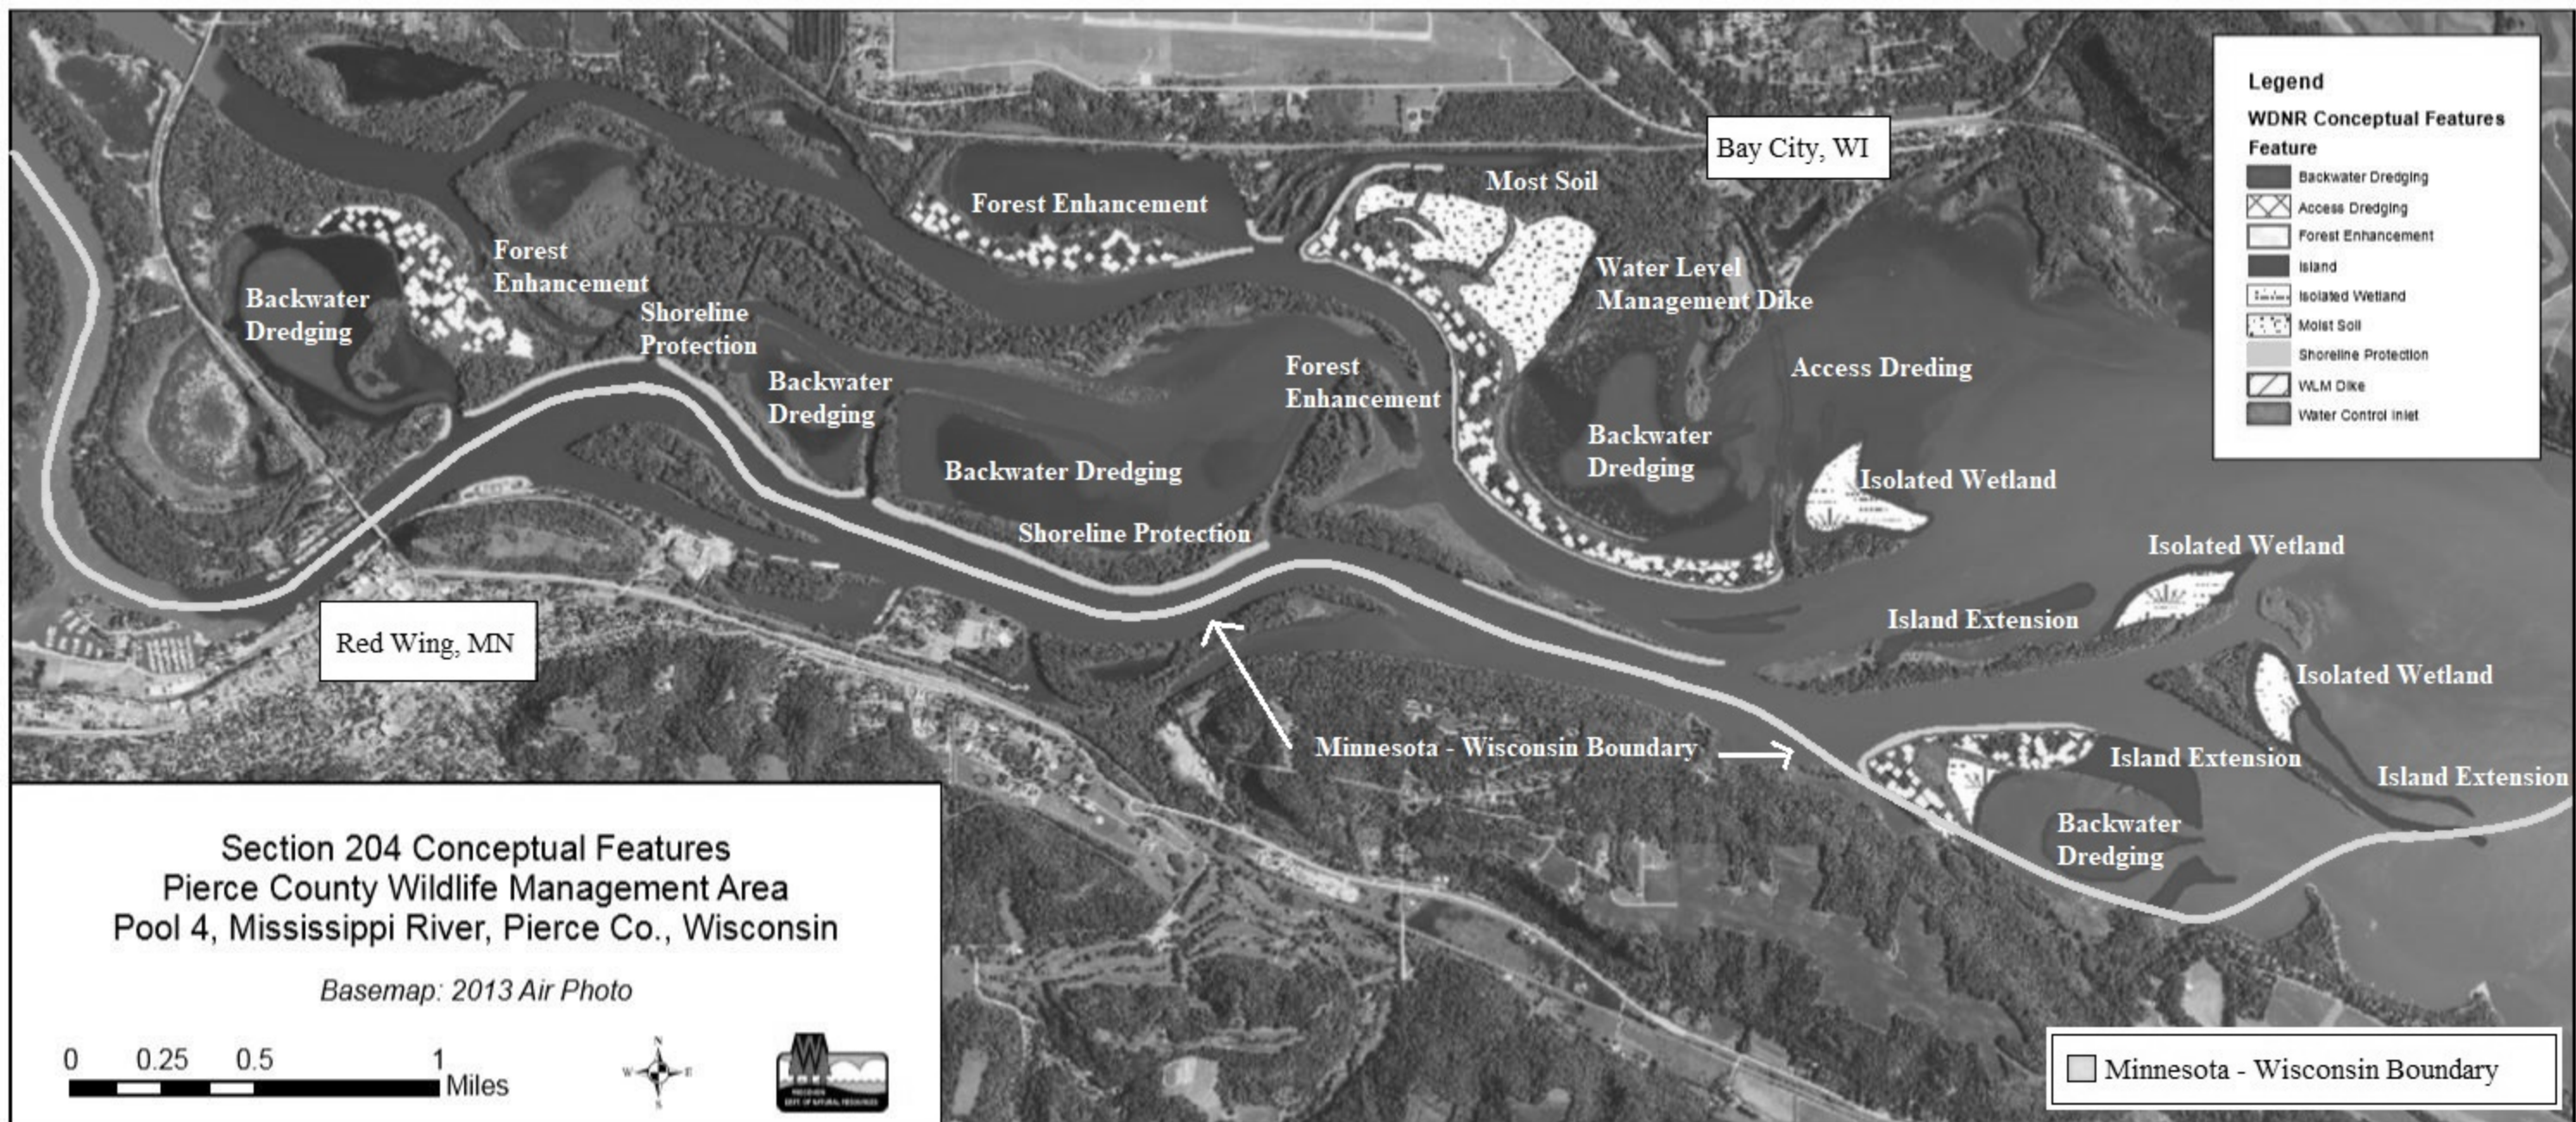 Legend
WDNR Conceptual Features
Feature
Backwater Dredging
Access Dredging
Forest Enhancement
Island
Isolated Wetland
Moist Soil
Shoreline Protection
WLM Dike
Water Control Inlet
Bay City, WI
Most Soil
Forest Enhancement
Forest
Enhancement
Backwater
Dredging
Shoreline
Protection
Water Level
Management Dike
Backwater
Dredging
Forest
Enhancement
Access Dreding
Backwater Dredging
Backwater
Dredging
Isolated Wetland
Shoreline Protection
Isolated Wetland
Island Extension
Red Wing, MN
Isolated Wetland
Minnesota - Wisconsin Boundary
Island Extension
Island Extension
Backwater
Dredging
Section 204 Conceptual Features
Pierce County Wildlife Management Area
Pool 4, Mississippi River, Pierce Co., Wisconsin
Basemap: 2013 Air Photo
0 0.25 0.5 1
Miles
N
W E
S
W
WISCONSIN
DEPT. OF NATURAL RESOURCES
Minnesota - Wisconsin Boundary